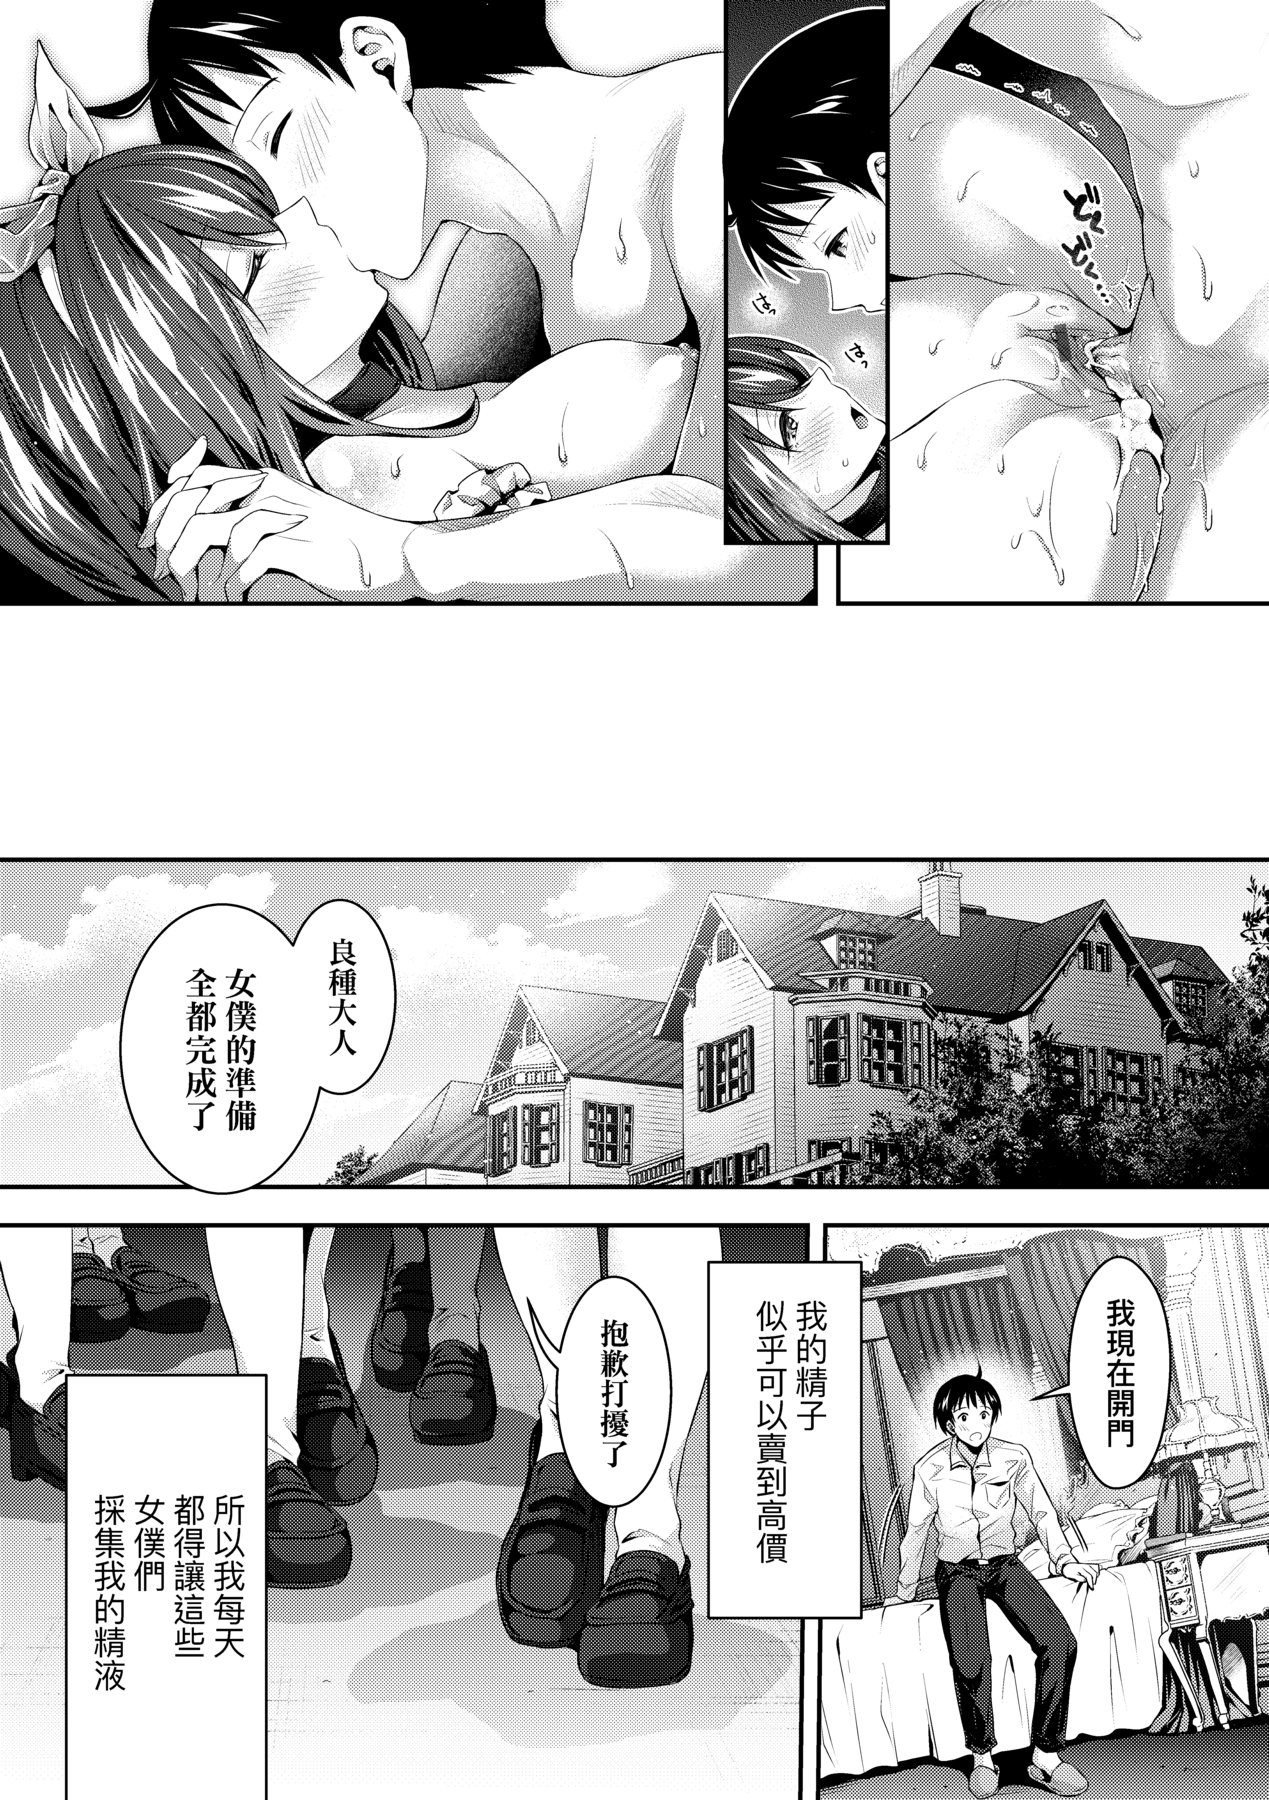 どくどくっ…
はっ
はっ
良種大人
女僕的準備
全都完成了
我現在開門
我的精子
似乎可以賣到高價
抱歉打擾了
所以我每天
都得讓這些
女僕們
採集我的精液